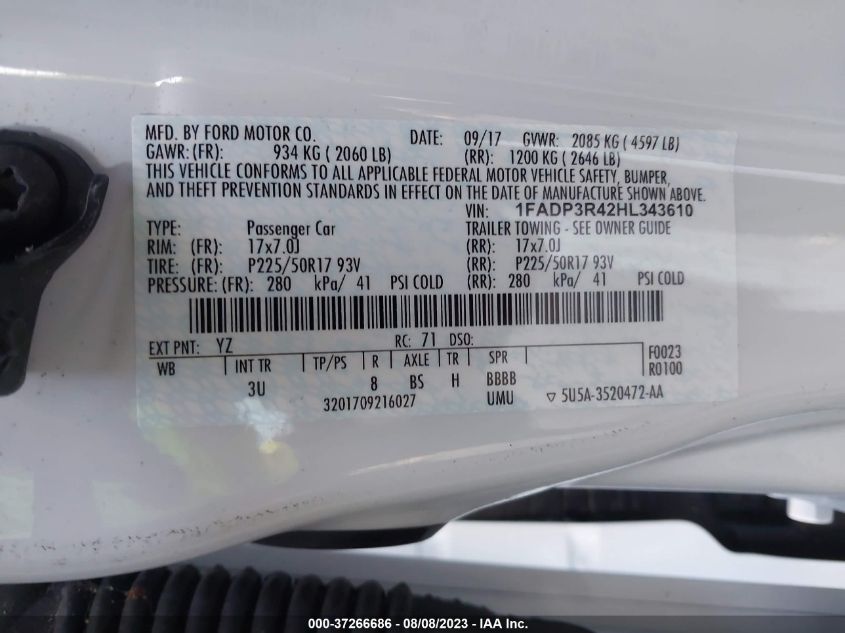 MFD. BY FORD MOTOR CO. DATE: 09/17 GVWR: 2085 KG ( 4597 LB)
GAWR:(FR): 934 KG ( 2060 LB) (RR): 1200 KG ( 2646 LB)
THIS VEHICLE CONFORMS TO ALL APPLICABLE FEDERAL MOTOR VEHICLE SAFETY, BUMPER,
AND THEFT PREVENTION STANDARDS IN EFFECT ON THE DATE OF MANUFACTURE SHOWN ABOVE.
VIN: 1FADP3R42HL343610
TYPE: Passenger Car TRAILER TOWING - SEE OWNER GUIDE
RIM: (FR): 17x7.0J (RR): 17x7.0J
TIRE: (FR): P225/50R17 93V (RR): P225/50R17 93V
PRESSURE: (FR): 280 kPa/ 41 PSI COLD (RR): 280 kPa/ 41 PSI COLD
EXT PNT: YZ RC: 71 DSO:
WB INT TR TP/PS R AXLE TR SPR F0023
R0100
3U 8 BS H BBBB
3201709216027 UMU ▽ 5U5A-3520472-AA
000-37266686 - 08/08/2023 - IAA Inc.